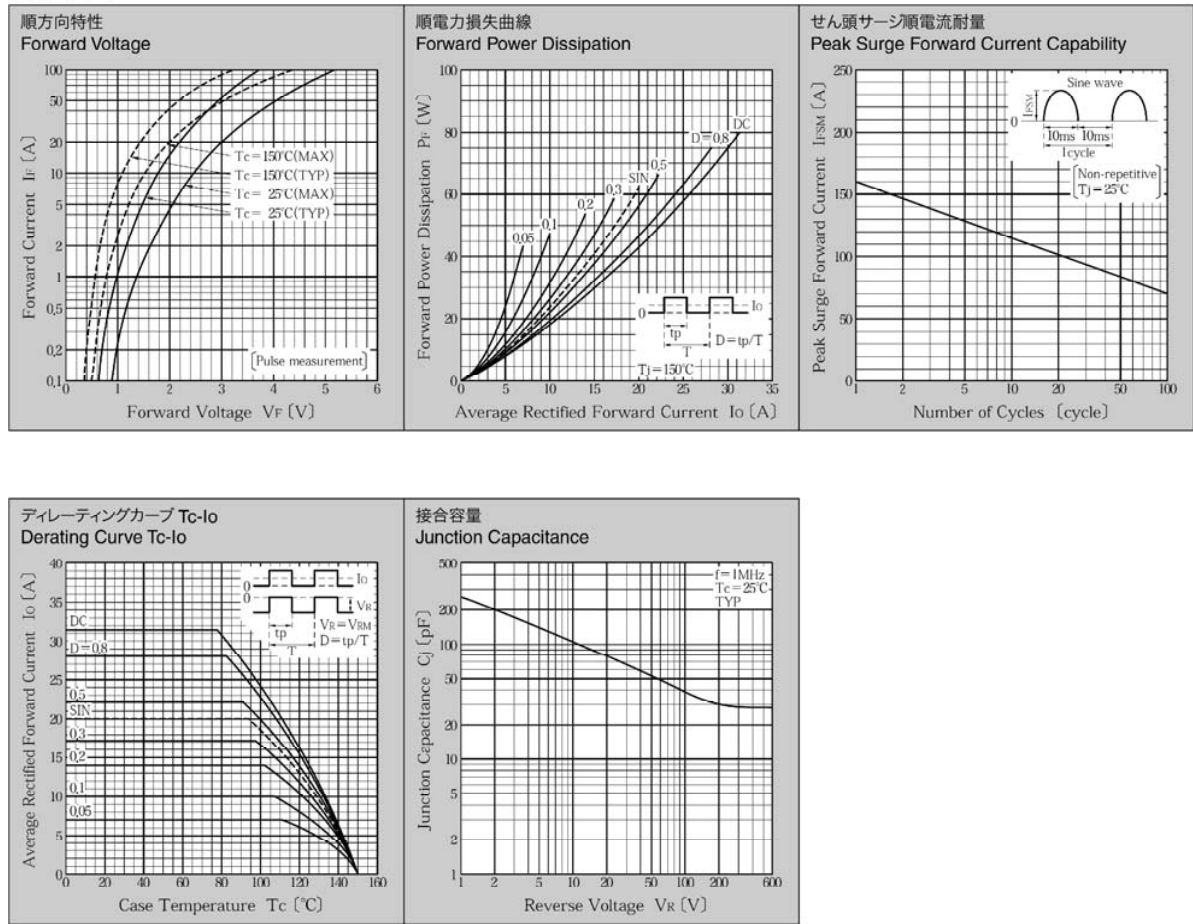 順方向特性
Forward Voltage
Forward Current IF [A]
100
50
20
10
5
2
1
0.5
0.2
0.1
Tc=150℃(MAX)
Tc=150℃(TYP)
Tc= 25℃(MAX)
Tc= 25℃(TYP)
[Pulse measurement]
0 1 2 3 4 5 6
Forward Voltage VF [V]
順電力損失曲線
Forward Power Dissipation
Forward Power Dissipation PF [W]
100
80
60
40
20
0
DC
D=0.8
0.5
SIN
0.3
0.2
0.1
0.05
0
Io
tp
T
D=tp/T
Tj=150℃
0 5 10 15 20 25 30 35
Average Rectified Forward Current Io [A]
せん頭サージ順電流耐量
Peak Surge Forward Current Capability
Peak Surge Forward Current IFSM [A]
250
200
150
100
50
0
Sine wave
IFSM
0
10ms 10ms
1cycle
[Non-repetitive
Tj=25℃]
1 2 5 10 20 50 100
Number of Cycles [cycle]
ディレーティングカーブ Tc-Io
Derating Curve Tc-Io
Average Rectified Forward Current Io [A]
40
35
30
25
20
15
10
5
0
DC
D=0.8
0.5
SIN
0.3
0.2
0.1
0.05
0
Io
0
VR
tp
T
VR=VRM
D=tp/T
0 20 40 60 80 100 120 140 160
Case Temperature Tc [℃]
接合容量
Junction Capacitance
Junction Capacitance Cj [pF]
500
200
100
50
20
10
5
2
1
f=1MHz
Tc=25℃
TYP
1 2 5 10 20 50 100 200 600
Reverse Voltage VR [V]